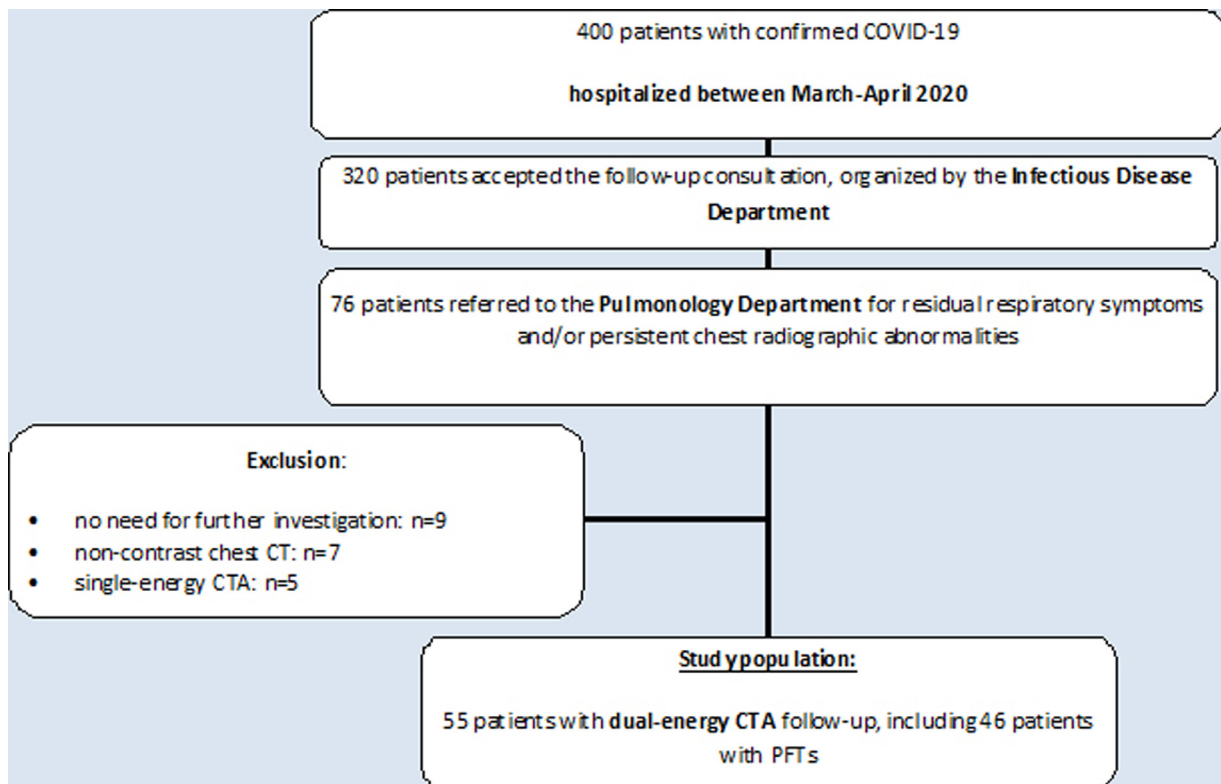 400 patients with confirmed COVID-19
hospitalized between March-April 2020
320 patients accepted the follow-up consultation, organized by the Infectious Disease
Department
76 patients referred to the Pulmonology Department for residual respiratory symptoms
and/or persistent chest radiographic abnormalities
Exclusion:
• no need for further investigation: n=9
• non-contrast chest CT: n=7
• single-energy CTA: n=5
Study population:
55 patients with dual-energy CTA follow-up, including 46 patients
with PFTs